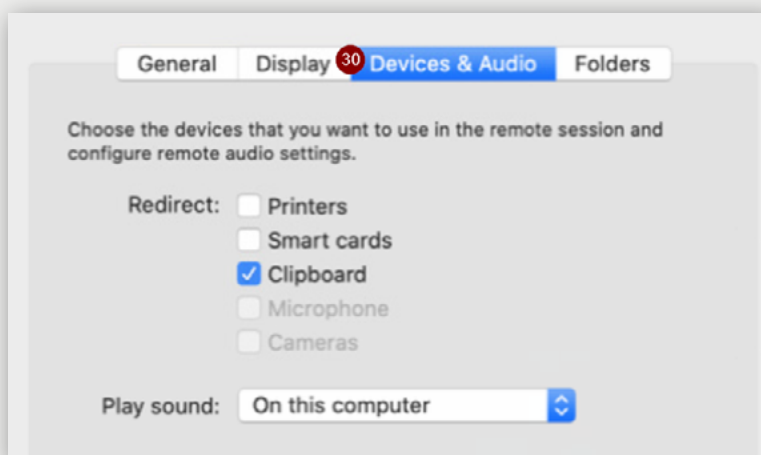 General Display 30 Devices & Audio Folders
Choose the devices that you want to use in the remote session and
configure remote audio settings.
Redirect: Printers
Smart cards
Clipboard
Microphone
Cameras
Play sound: On this computer